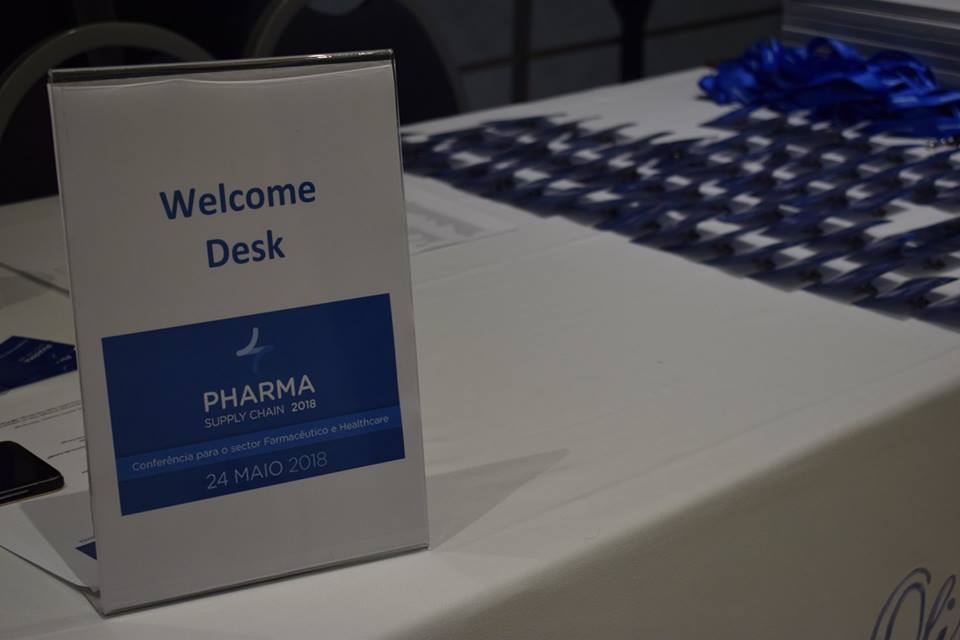 Welcome
Desk
PHARMA
SUPPLY CHAIN 2018
Conferência para o sector Farmacêutico e Healthcare
24 MAIO 2018